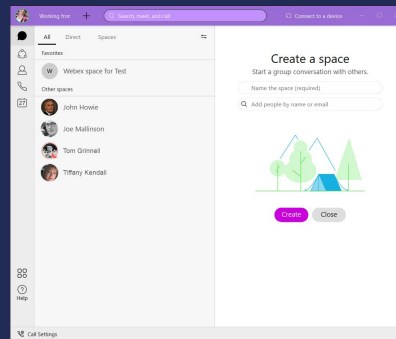 Working from
Search, meet, and call
Connect to a device
All Direct Spaces
Favorites
W Webex space for Test
Other spaces
John Howie
Joe Mallinson
Tom Grinnell
Tiffany Kendall
27
Help
Call Settings
Create a space
Start a group conversation with others.
Name the space (required)
Add people by name or email
Create Close